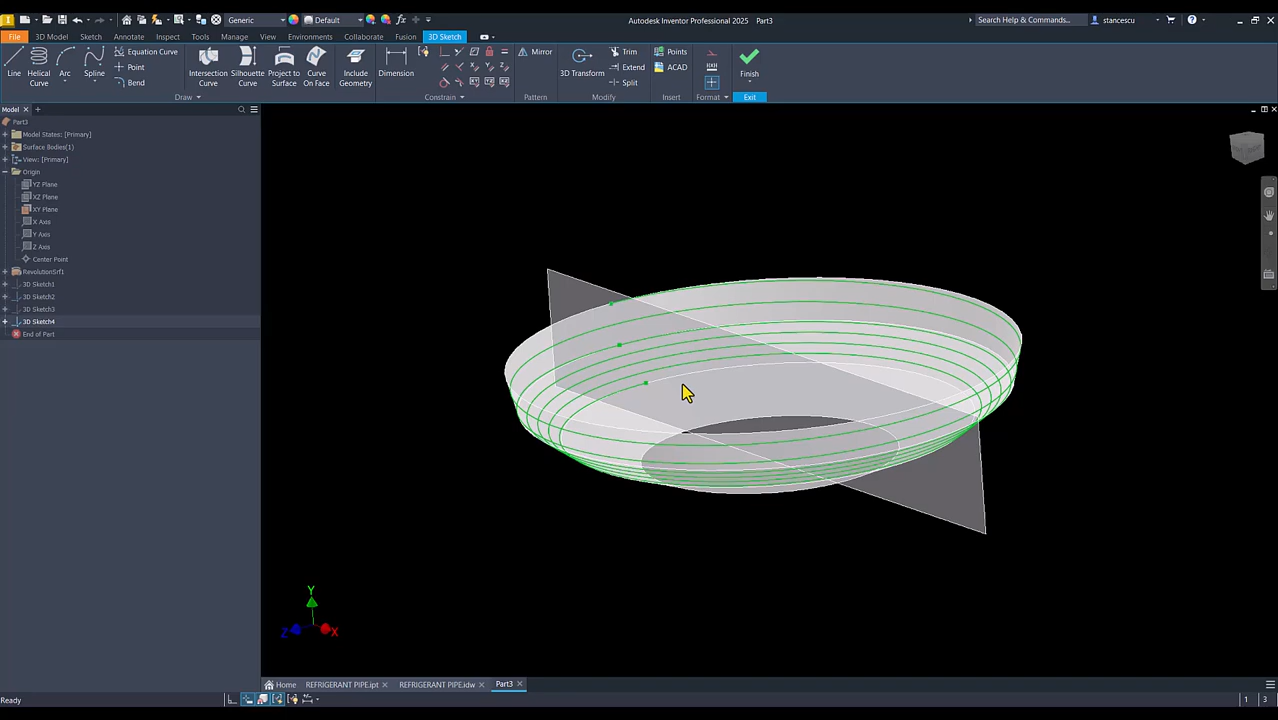 Generic
Default
Autodesk Inventor Professional 2025 Part3
Search Help & Commands...
stancescu
File
3D Model
Sketch
Annotate
Inspect
Tools
Manage
View
Environments
Collaborate
Fusion
3D Sketch
Line
Helical Curve
Arc
Spline
Equation Curve
Point
Bend
Intersection Curve
Silhouette Curve
Project to Surface
Curve On Face
Include Geometry
Dimension
Mirror
3D Transform
Trim
Extend
Split
Points
ACAD
Finish
Draw
Constrain
Pattern
Modify
Insert
Format
Exit
Model
Part3
Model States: [Primary]
Surface Bodies(1)
View: [Primary]
Origin
YZ Plane
XZ Plane
XY Plane
X Axis
Y Axis
Z Axis
Center Point
RevolutionSrf1
3D Sketch1
3D Sketch2
3D Sketch3
3D Sketch4
End of Part
Y
Z
X
Home
REFRIGERANT PIPE.ipt
REFRIGERANT PIPE.idw
Part3
Ready
1
3